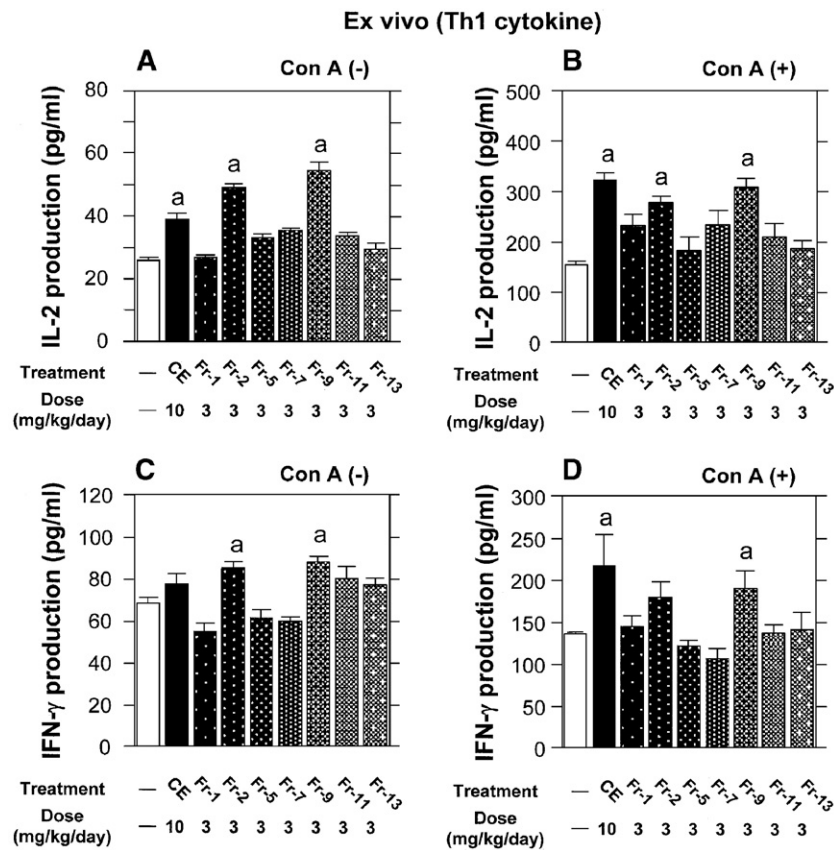 Ex vivo (Th1 cytokine)
A
Con A (-)
IL-2 production (pg/ml)
80
60
40
20
0
a
a
a
Treatment
— CE Fr-1 Fr-2 Fr-5 Fr-7 Fr-9 Fr-11 Fr-13
Dose
(mg/kg/day)
— 10 3 3 3 3 3 3 3
B
Con A (+)
IL-2 production (pg/ml)
500
400
300
200
100
0
a
a
a
Treatment
— CE Fr-1 Fr-2 Fr-5 Fr-7 Fr-9 Fr-11 Fr-13
Dose
(mg/kg/day)
— 10 3 3 3 3 3 3 3
C
Con A (-)
IFN-γ production (pg/ml)
120
100
80
60
40
20
0
a
a
Treatment
— CE Fr-1 Fr-2 Fr-5 Fr-7 Fr-9 Fr-11 Fr-13
Dose
(mg/kg/day)
— 10 3 3 3 3 3 3 3
D
Con A (+)
IFN-γ production (pg/ml)
300
250
200
150
100
50
0
a
a
Treatment
— CE Fr-1 Fr-2 Fr-5 Fr-7 Fr-9 Fr-11 Fr-13
Dose
(mg/kg/day)
— 10 3 3 3 3 3 3 3